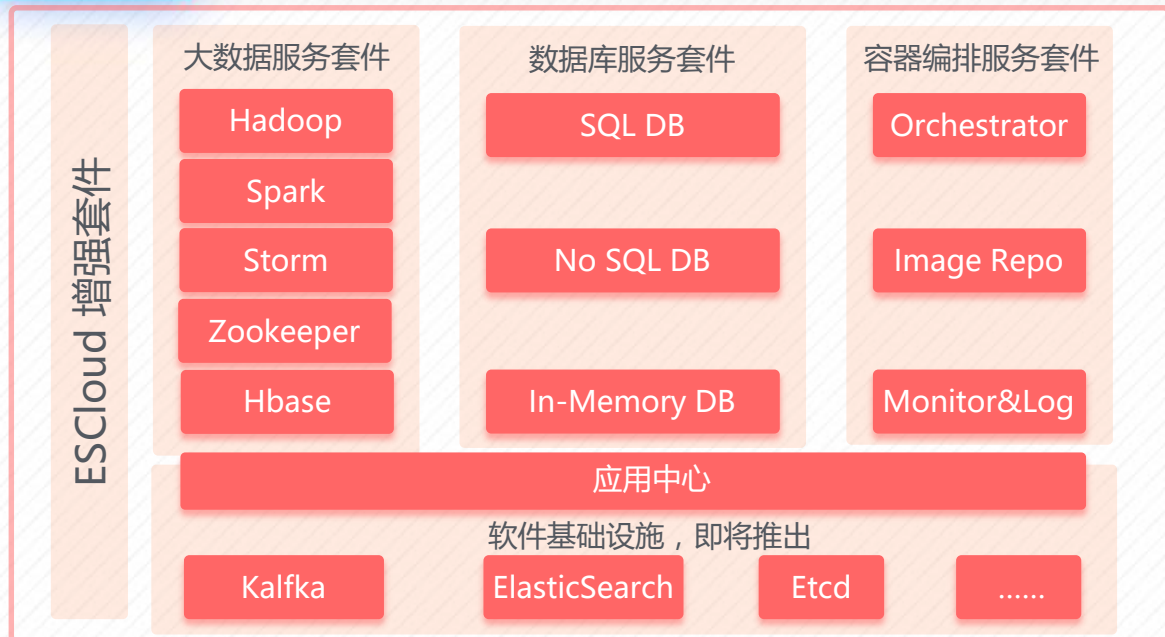 ESCloud 增强套件
大数据服务套件
Hadoop
Spark
Storm
Zookeeper
Hbase
数据库服务套件
SQL DB
No SQL DB
In-Memory DB
容器编排服务套件
Orchestrator
Image Repo
Monitor&Log
应用中心
软件基础设施，即将推出
Kalfka
ElasticSearch
Etcd
......